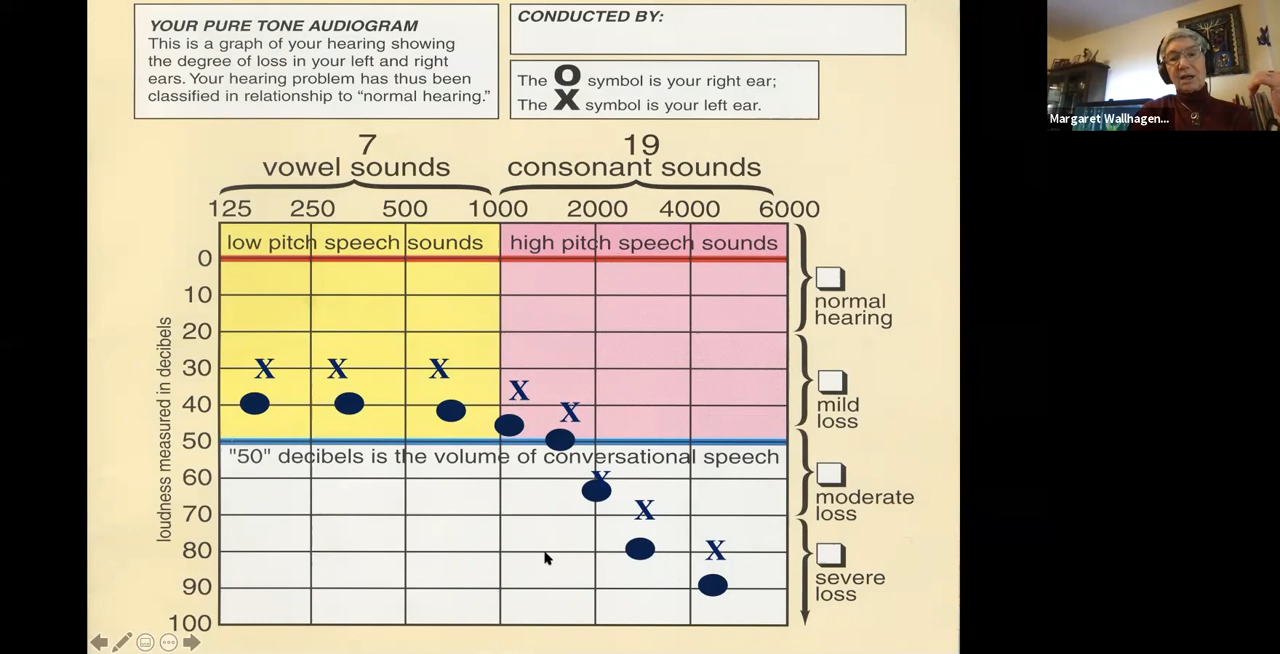 YOUR PURE TONE AUDIOGRAM
This is a graph of your hearing showing
the degree of loss in your left and right
ears. Your hearing problem has thus been
classified in relationship to “normal hearing.”
CONDUCTED BY:
The O symbol is your right ear;
The X symbol is your left ear.
Margaret Wallhagen...
7
vowel sounds
19
consonant sounds
125 250 500 1000 2000 4000 6000
low pitch speech sounds
high pitch speech sounds
0
10
20
30
40
50
60
70
80
90
100
loudness measured in decibels
X X X X X X X X
"50" decibels is the volume of conversational speech
normal
hearing
mild
loss
moderate
loss
severe
loss